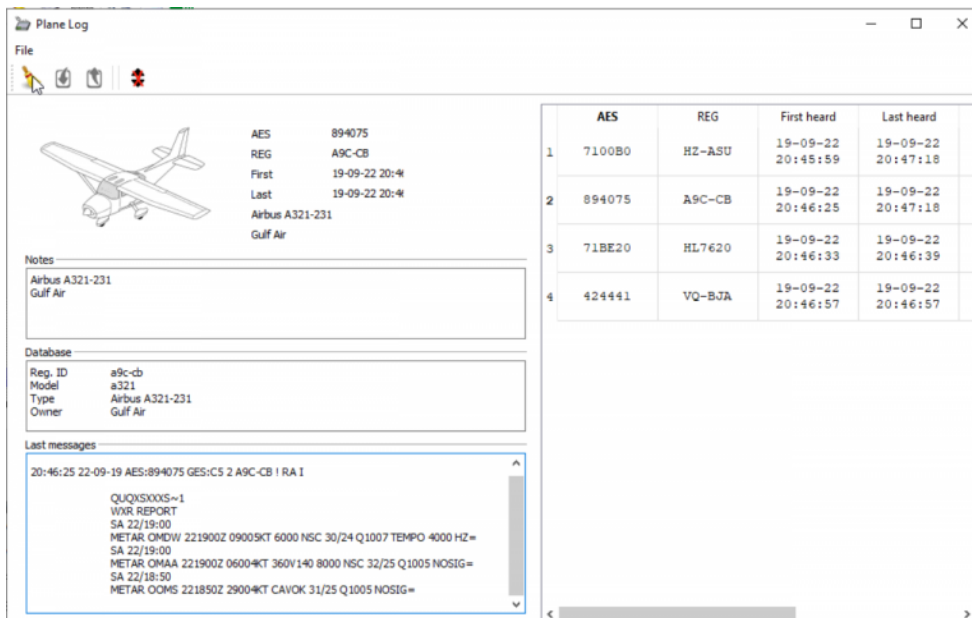 Plane Log
File
AES 894075
REG A9C-CB
First 19-09-22 20:4
Last 19-09-22 20:4
Airbus A321-231
Gulf Air
Notes
Airbus A321-231
Gulf Air
Database
Reg. ID a9c-cb
Model a321
Type Airbus A321-231
Owner Gulf Air
Last messages
20:46:25 22-09-19 AES:894075 GES:C5 2 A9C-CB ! RA I
QUQXSXXXS~1
WXR REPORT
SA 22/19:00
METAR OMDW 221900Z 09005KT 6000 NSC 30/24 Q1007 TEMPO 4000 HZ=
SA 22/19:00
METAR OMAA 221900Z 06004KT 360V140 8000 NSC 32/25 Q1005 NOSIG=
SA 22/18:50
METAR OOMS 221850Z 29004KT CAVOK 31/25 Q1005 NOSIG=
AES REG First heard Last heard
1 7100B0 HZ-ASU 19-09-22 20:45:59 19-09-22 20:47:18
2 894075 A9C-CB 19-09-22 20:46:25 19-09-22 20:47:18
3 71BE20 HL7620 19-09-22 20:46:33 19-09-22 20:46:39
4 424441 VQ-BJA 19-09-22 20:46:57 19-09-22 20:46:57